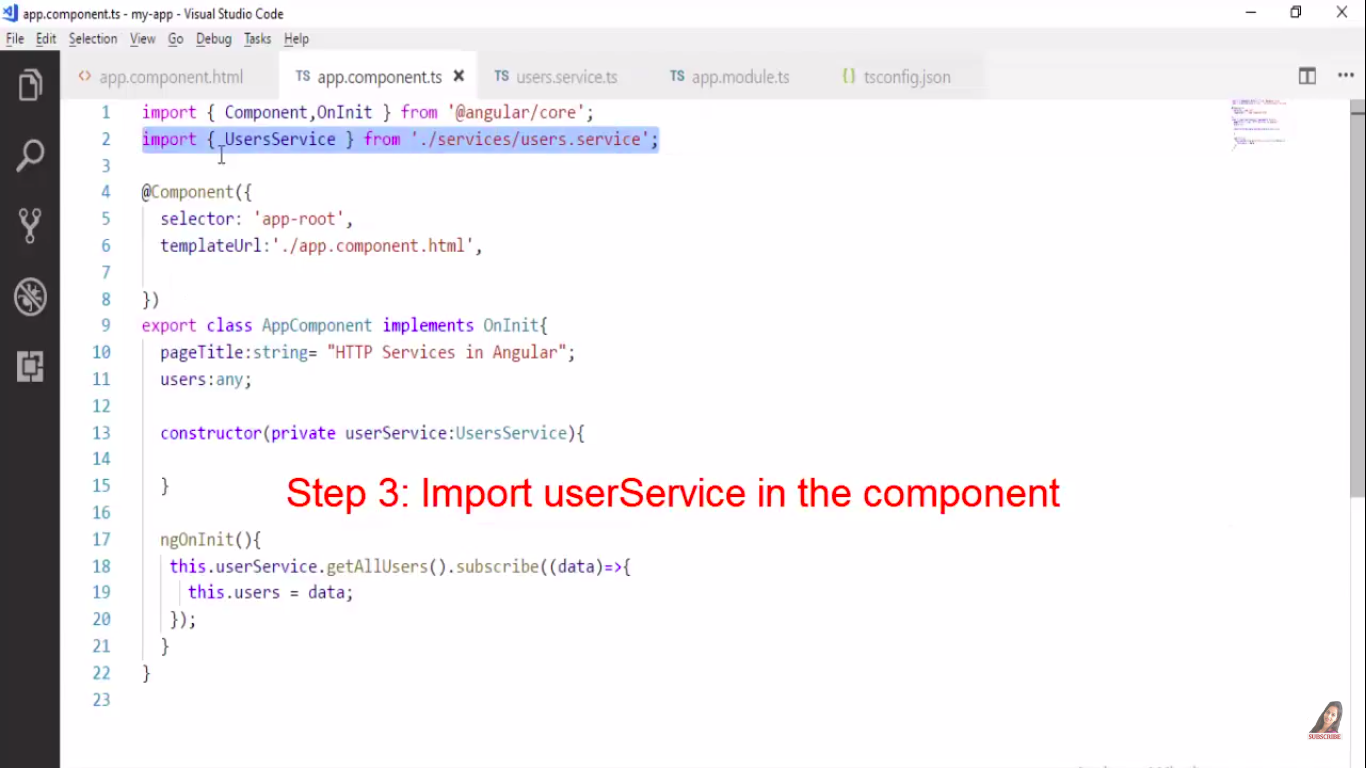 app.component.ts - my-app - Visual Studio Code
File Edit Selection View Go Debug Tasks Help
<> app.component.html TS app.component.ts × TS users.service.ts TS app.module.ts {} tsconfig.json
1 import { Component,OnInit } from '@angular/core';
2 import { UsersService } from './services/users.service';
3
4 @Component({
5 selector: 'app-root',
6 templateUrl:'./app.component.html',
7
8 })
9 export class AppComponent implements OnInit{
10 pageTitle:string= "HTTP Services in Angular";
11 users:any;
12
13 constructor(private userService:UsersService){
14
15 }
Step 3: Import userService in the component
16
17 ngOnInit(){
18 this.userService.getAllUsers().subscribe((data)=>{
19 this.users = data;
20 });
21 }
22 }
23
SUBSCRIBE